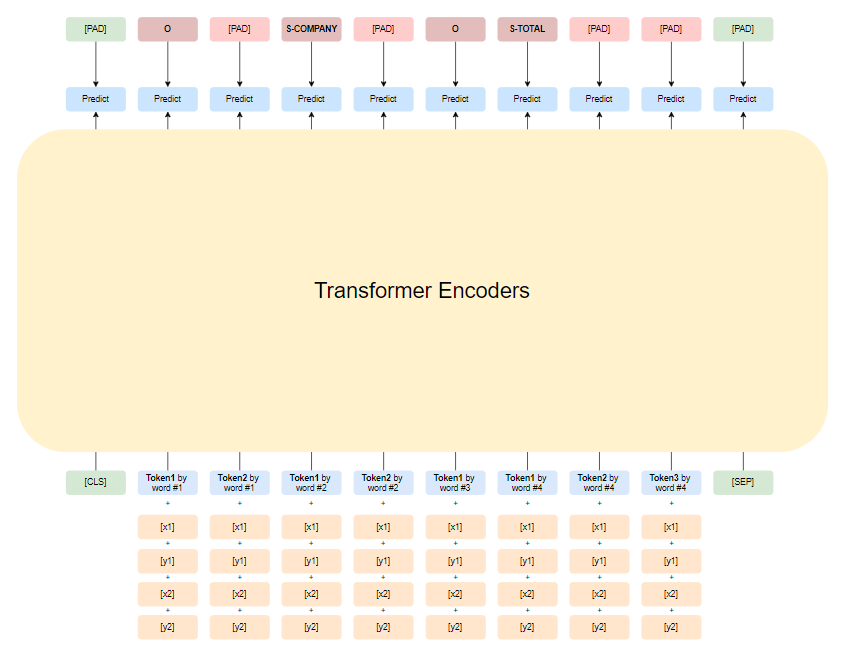 [PAD] O [PAD] S-COMPANY [PAD] O S-TOTAL [PAD] [PAD] [PAD]
Predict Predict Predict Predict Predict Predict Predict Predict Predict Predict
Transformer Encoders
[CLS] Token1 by Token2 by Token1 by Token2 by Token1 by Token1 by Token2 by Token3 by [SEP]
word #1 word #1 word #2 word #2 word #3 word #4 word #4 word #4
+ + + + + + + +
[x1] [x1] [x1] [x1] [x1] [x1] [x1] [x1]
+ + + + + + + +
[y1] [y1] [y1] [y1] [y1] [y1] [y1] [y1]
+ + + + + + + +
[x2] [x2] [x2] [x2] [x2] [x2] [x2] [x2]
+ + + + + + + +
[y2] [y2] [y2] [y2] [y2] [y2] [y2] [y2]